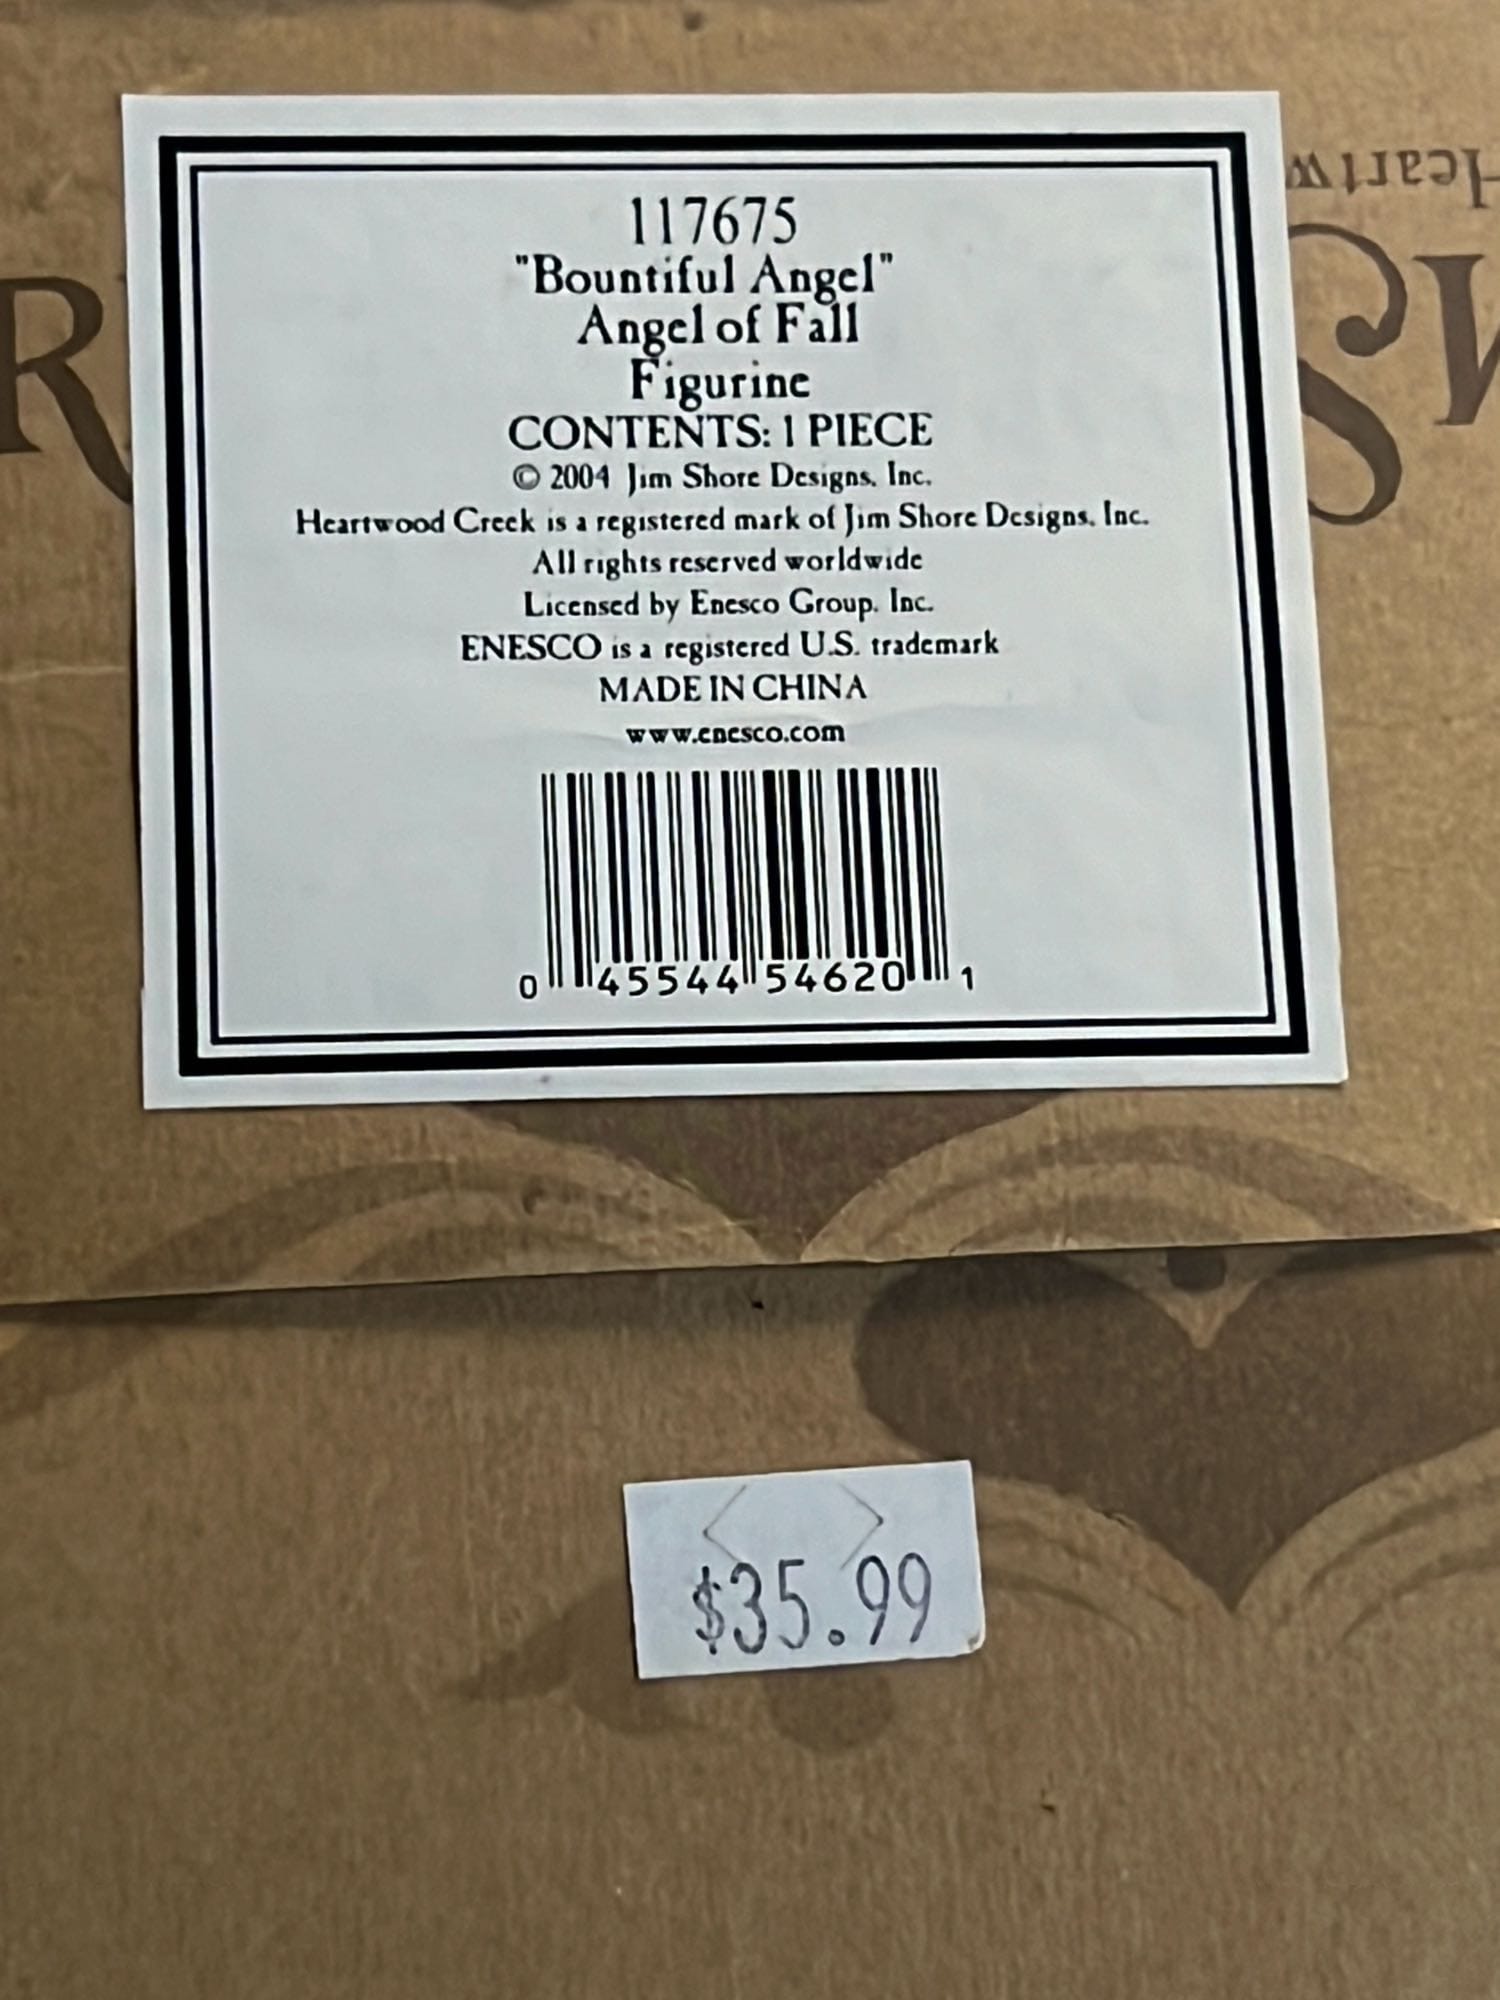 117675
"Bountiful Angel"
Angel of Fall
Figurine
CONTENTS: 1 PIECE
© 2004 Jim Shore Designs, Inc.
Heartwood Creek is a registered mark of Jim Shore Designs, Inc.
All rights reserved worldwide
Licensed by Enesco Group, Inc.
ENESCO is a registered U.S. trademark
MADE IN CHINA
www.enesco.com
0 45544 54620 1
$35.99